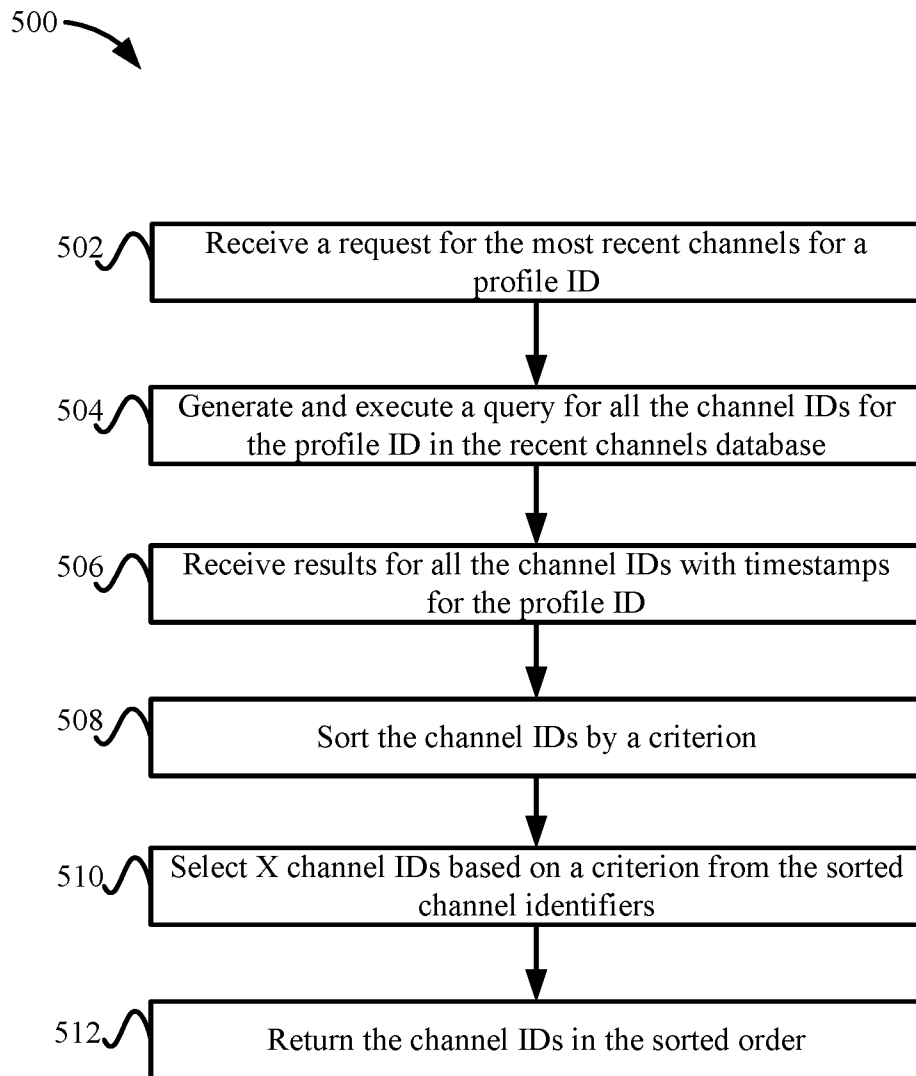 500
502
Receive a request for the most recent channels for a
profile ID
504
Generate and execute a query for all the channel IDs for
the profile ID in the recent channels database
506
Receive results for all the channel IDs with timestamps
for the profile ID
508
Sort the channel IDs by a criterion
510
Select X channel IDs based on a criterion from the sorted
channel identifiers
512
Return the channel IDs in the sorted order